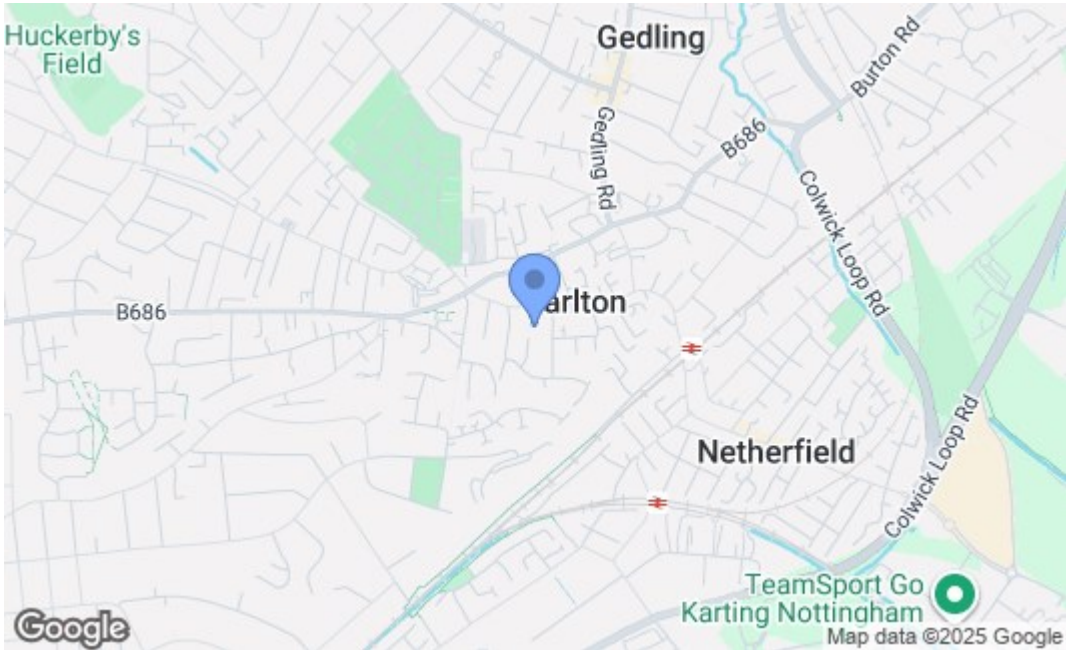 Huckerby's
Field
Gedling
Burton Rd
Gedling Rd
B686
Colwick Loop Rd
B686
arlton
Netherfield
Colwick Loop Rd
TeamSport Go
Karting Nottingham
Google
Map data ©2025 Google